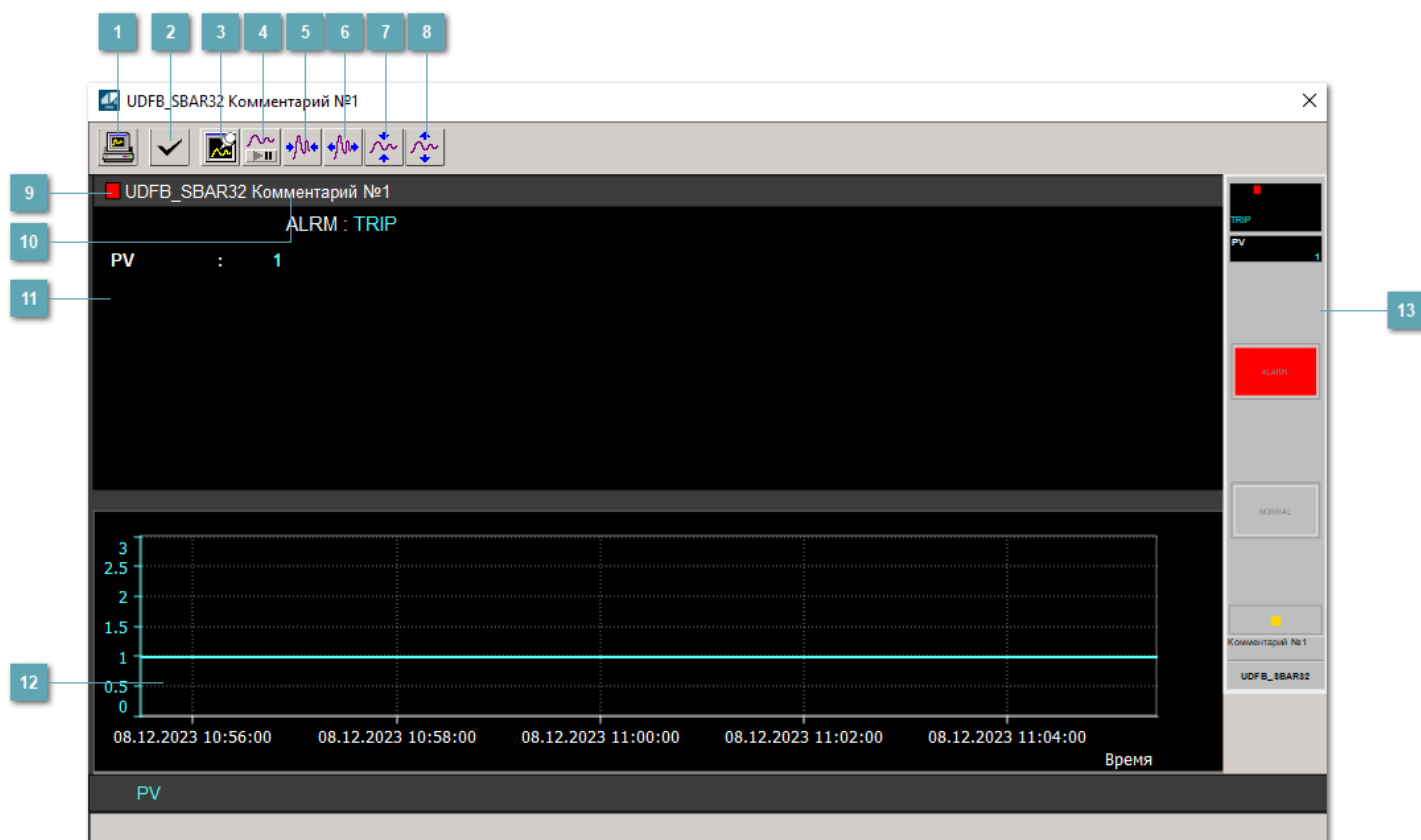 1 2 3 4 5 6 7 8
UDFB_SBAR32 Комментарий №1
9
UDFB_SBAR32 Комментарий №1
10
ALRM : TRIP
PV : 1
11
TRIP
PV
1
13
ALARM
NORMAL
Комментарий №1
UDFB_SBAR32
3
2.5
2
1.5
1
12
0.5
0
08.12.2023 10:56:00 08.12.2023 10:58:00 08.12.2023 11:00:00 08.12.2023 11:02:00 08.12.2023 11:04:00
Время
PV